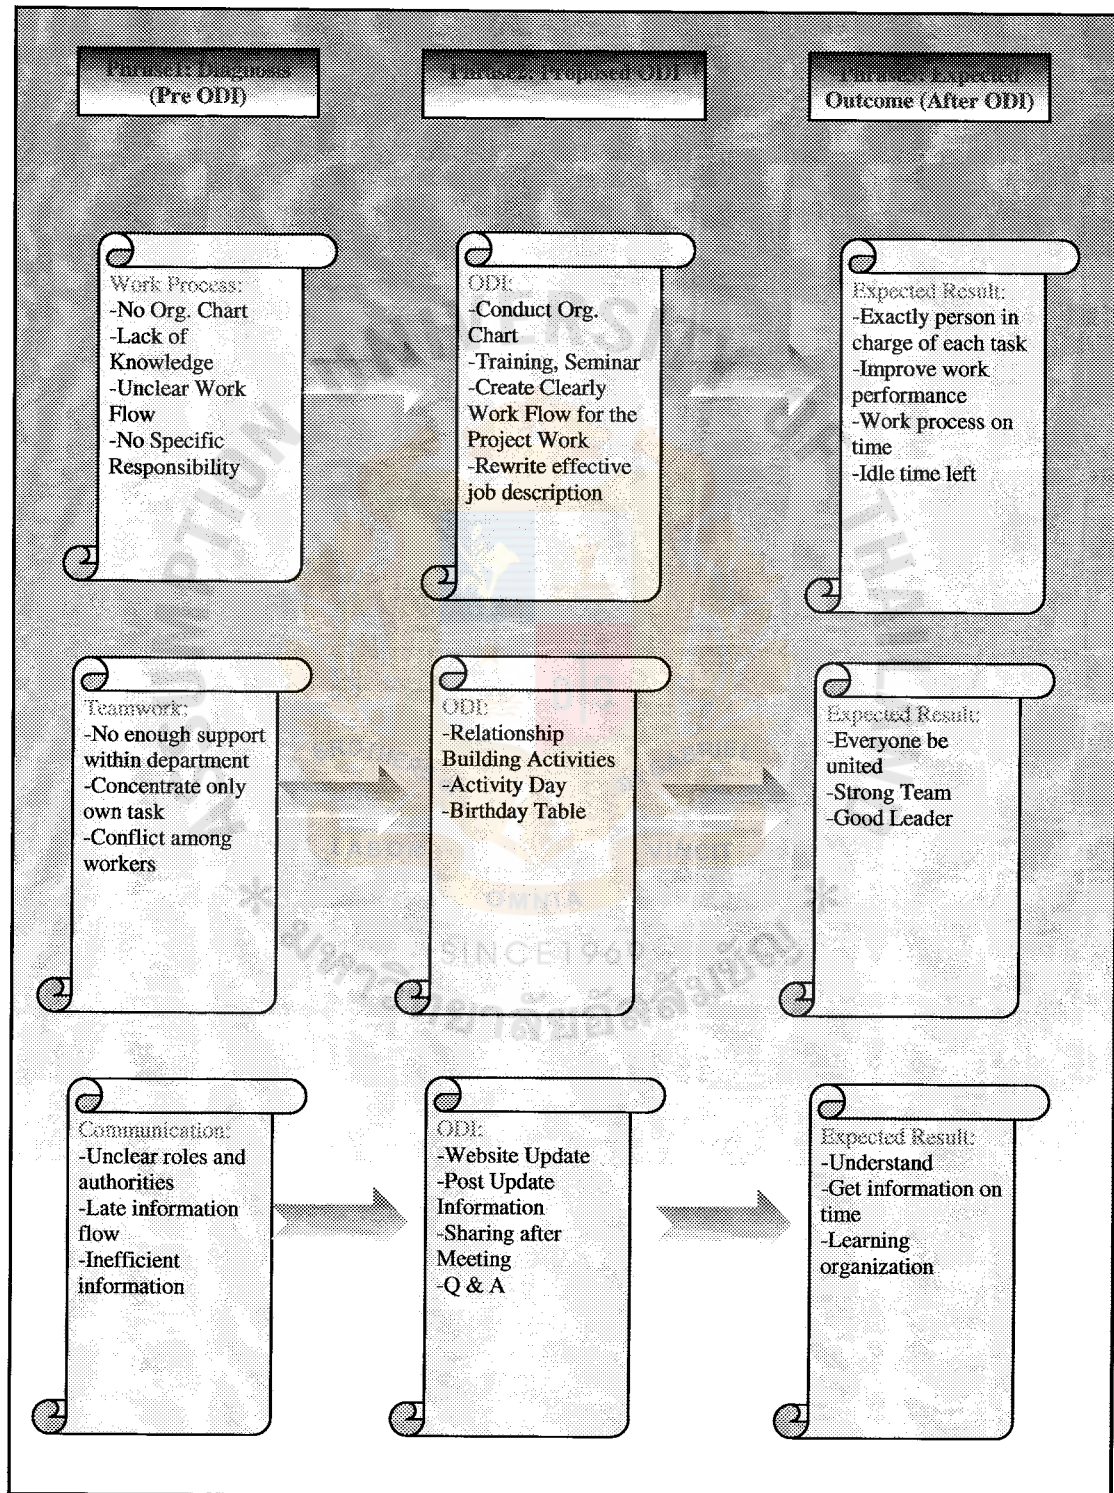 Phrase1: Diagnosis
(Pre ODI)
Phrase2: Proposed ODI
Phrase3: Expected
Outcome (After ODI)
Work Process:
-No Org. Chart
-Lack of
Knowledge
-Unclear Work
Flow
-No Specific
Responsibility
ODI:
-Conduct Org.
Chart
-Training, Seminar
-Create Clearly
Work Flow for the
Project Work
-Rewrite effective
job description
Expected Result:
-Exactly person in
charge of each task
-Improve work
performance
-Work process on
time
-Idle time left
Teamwork:
-No enough support
within department
-Concentrate only
own task
-Conflict among
workers
ODI:
-Relationship
Building Activities
-Activity Day
-Birthday Table
Expected Result:
-Everyone be
united
-Strong Team
-Good Leader
Communication:
-Unclear roles and
authorities
-Late information
flow
-Inefficient
information
ODI:
-Website Update
-Post Update
Information
-Sharing after
Meeting
-Q & A
Expected Result:
-Understand
-Get information on
time
-Learning
organization
LABOR
VINCIT
OMNIA
SINCE1969